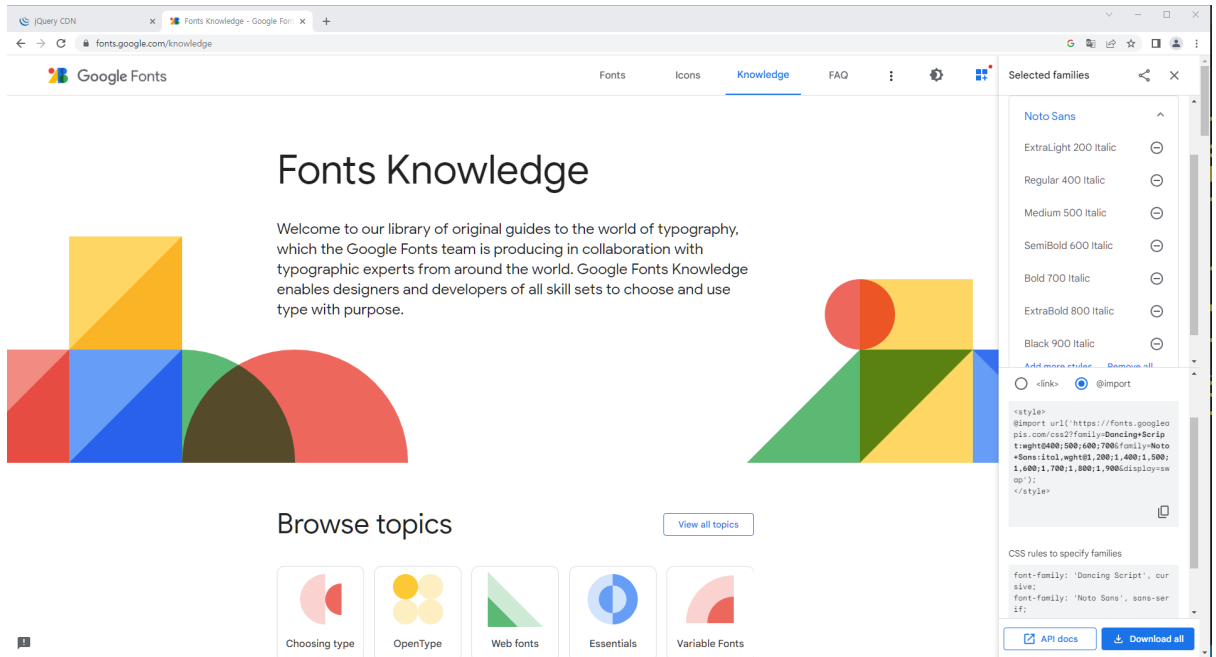 jQuery CDN
Fonts Knowledge - Google Fon
fonts.google.com/knowledge
Google Fonts
Fonts
Icons
Knowledge
FAQ
Fonts Knowledge
Welcome to our library of original guides to the world of typography,
which the Google Fonts team is producing in collaboration with
typographic experts from around the world. Google Fonts Knowledge
enables designers and developers of all skill sets to choose and use
type with purpose.
Browse topics
View all topics
Choosing type
OpenType
Web fonts
Essentials
Variable Fonts
Selected families
Noto Sans
ExtraLight 200 Italic
Regular 400 Italic
Medium 500 Italic
SemiBold 600 Italic
Bold 700 Italic
ExtraBold 800 Italic
Black 900 Italic
Add more styles Remove all
<link> @import
<style>
@import url('https://fonts.googlea
pis.com/css2?family=Dancing+Scrip
t:wght@400;500;600;700&family=Noto
+Sans:ital,wght@1,200;1,400;1,500;
1,600;1,700;1,800;1,900&display=sw
ap');
</style>
CSS rules to specify families
font-family: 'Dancing Script', cur
sive;
font-family: 'Noto Sans', sans-ser
if;
API docs
Download all